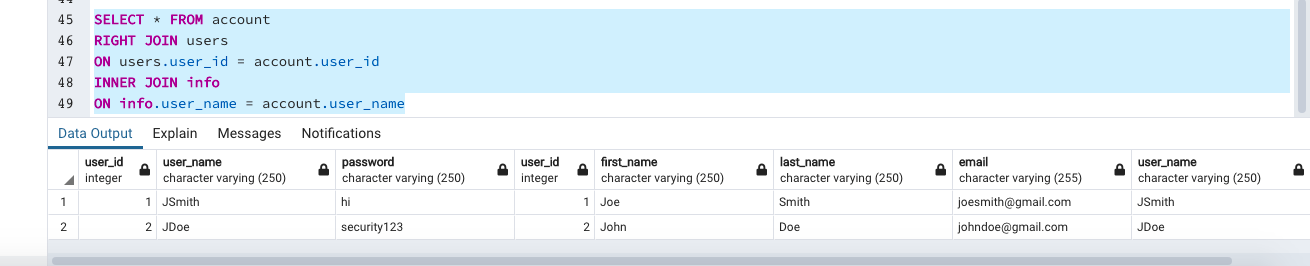 44
45 SELECT * FROM account
46 RIGHT JOIN users
47 ON users.user_id = account.user_id
48 INNER JOIN info
49 ON info.user_name = account.user_name
Data Output Explain Messages Notifications
user_id user_name password user_id first_name last_name email user_name
integer character varying (250) character varying (250) integer character varying (250) character varying (250) character varying (255) character varying (250)
1 1 JSmith hi 1 Joe Smith joesmith@gmail.com JSmith
2 2 JDoe security123 2 John Doe johndoe@gmail.com JDoe